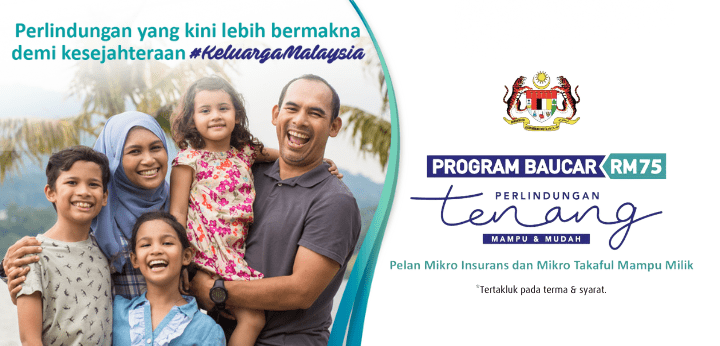 Perlindungan yang kini lebih bermakna
demi kesejahteraan #KeluargaMalaysia
PROGRAM BAUCAR RM75
PERLINDUNGAN
tenang
MAMPU & MUDAH
Pelan Mikro Insurans dan Mikro Takaful Mampu Milik
*Tertakluk pada terma & syarat.